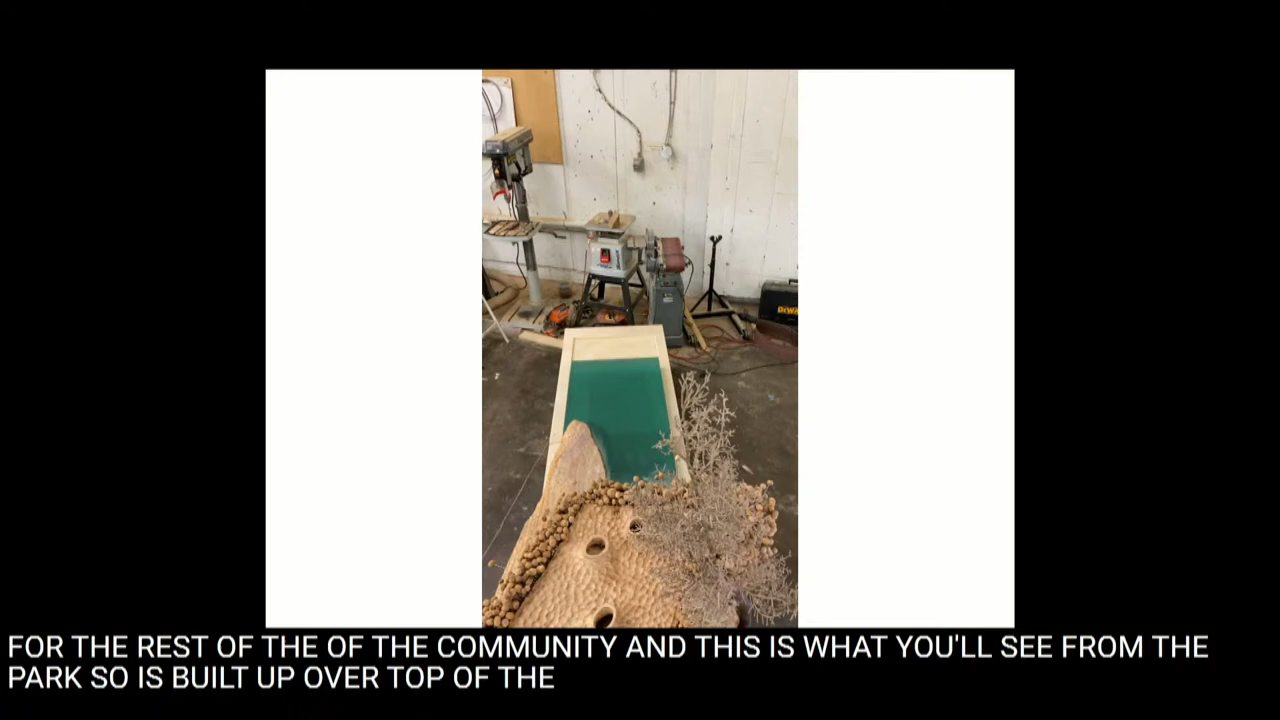 DEWA
FOR THE REST OF THE OF THE COMMUNITY AND THIS IS WHAT YOU'LL SEE FROM THE
PARK SO IS BUILT UP OVER TOP OF THE